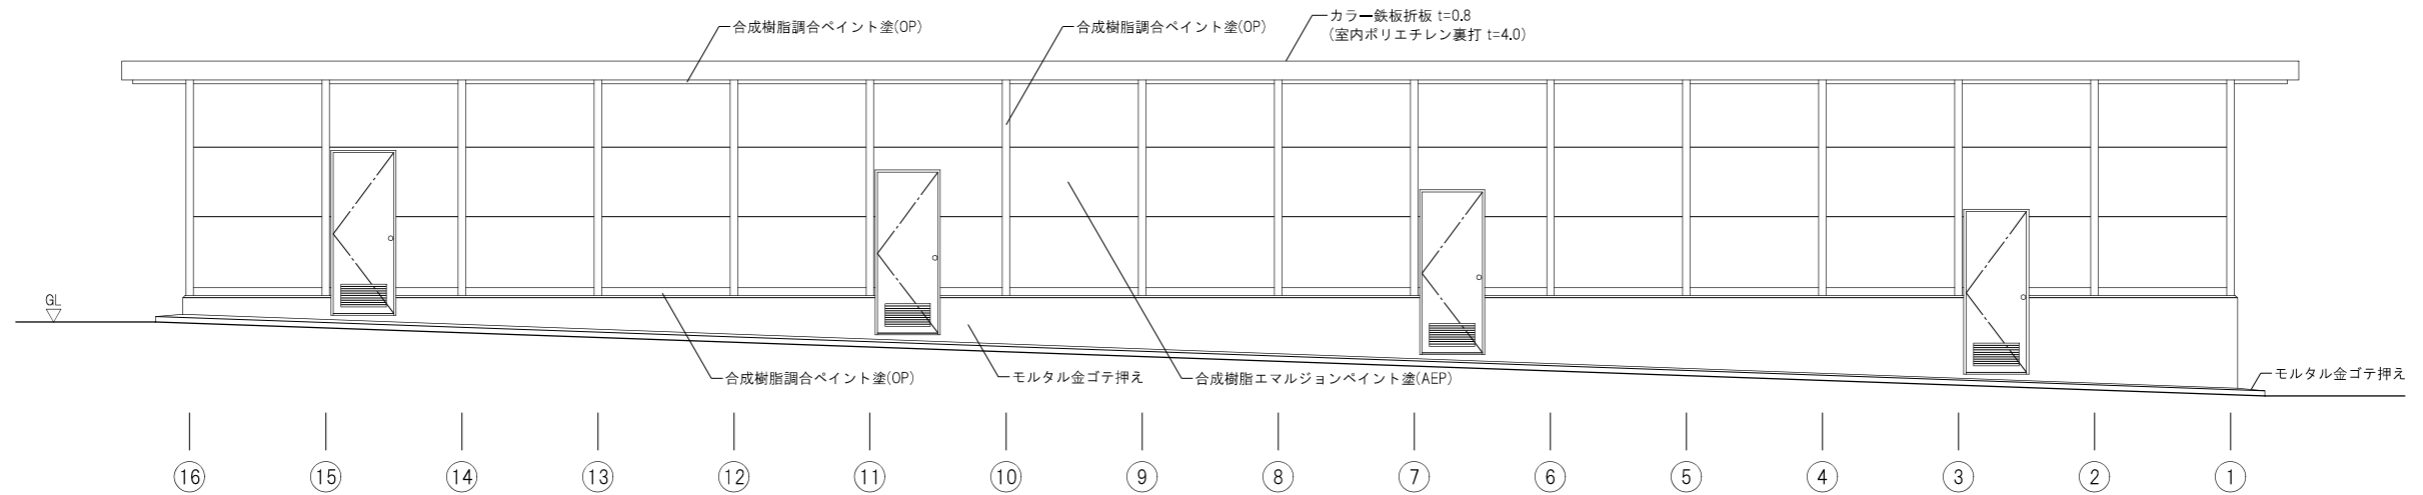 カラー鉄板折板 t=0.8
(室内ポリエチレン裏打 t=4.0)
合成樹脂調合ペイント塗(OP)
合成樹脂調合ペイント塗(OP)
GL
合成樹脂調合ペイント塗(OP)
モルタル金ゴテ押え
合成樹脂エマルジョンペイント塗(AEP)
モルタル金ゴテ押え
16 15 14 13 12 11 10 9 8 7 6 5 4 3 2 1